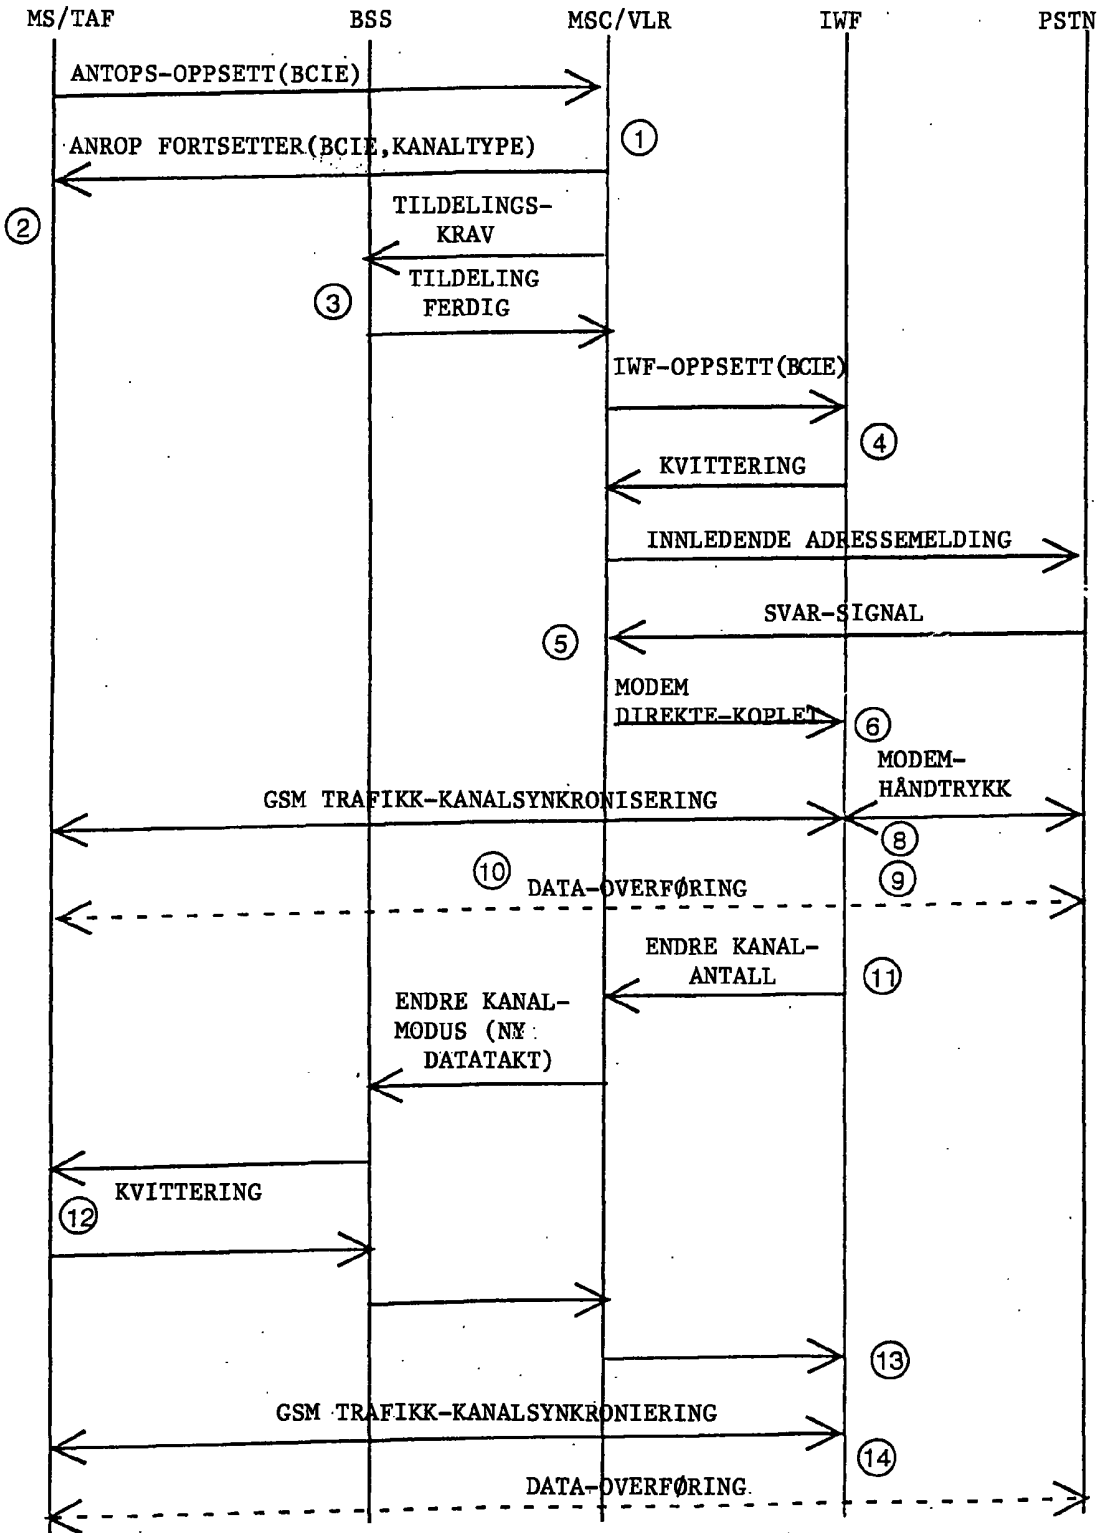 MS/TAF BSS MSC/VLR IWF PSTN
ANTOPS-OPPSETT(BCIE)
1
ANROP FORTSETTER(BCIE,KANALTYPE)
2
TILDELINGS-
KRAV
TILDELING
3
FERDIG
IWF-OPPSETT(BCIE)
4
KVITTERING
INNLEDENDE ADRESSEMELDING
SVAR-SIGNAL
5
MODEM
DIREKTE-KOPLET
6
MODEM-
HÅNDTRYKK
GSM TRAFIKK-KANALSYNKRONISERING
8
10
9
DATA-OVERFØRING
ENDRE KANAL-
ANTALL
11
ENDRE KANAL-
MODUS (NY
DATATAKT)
KVITTERING
12
13
GSM TRAFIKK-KANALSYNKRONIERING
14
DATA-OVERFØRING